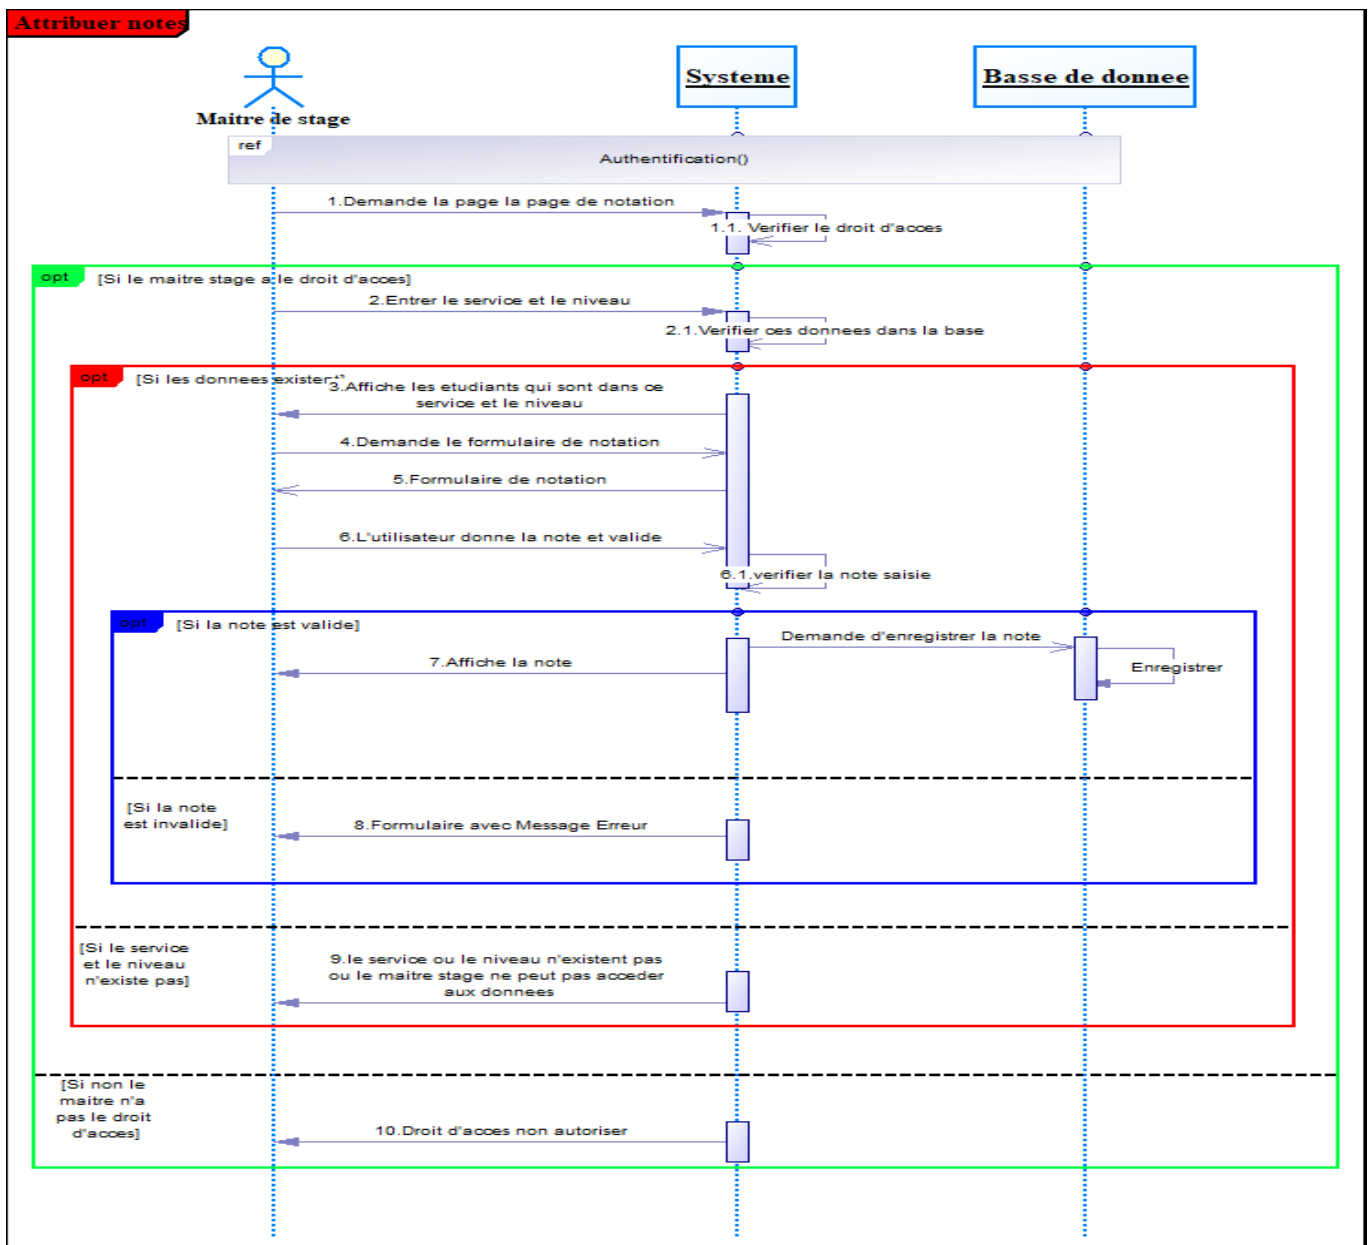 Attribuer notes
Systeme
Basse de donnee
Maitre de stage
ref
Authentification()
1.Demande la page la page de notation
1.1. Verifier le droit d'acces
opt
[Si le maitre stage a le droit d'acces]
2.Entrer le service et le niveau
2.1.Verifier ces donnees dans la base
opt
[Si les donnees existent]
3.Affiche les etudiants qui sont dans ce
service et le niveau
4.Demande le formulaire de notation
5.Formulaire de notation
6.L'utilisateur donne la note et valide
6.1.verifier la note saisie
opt
[Si la note est valide]
Demande d'enregistrer la note
7.Affiche la note
Enregistrer
[Si la note
est invalide]
8.Formulaire avec Message Erreur
[Si le service
et le niveau
n'existe pas]
9.le service ou le niveau n'existent pas
ou le maitre stage ne peut pas acceder
aux donnees
[Si non le
maitre n'a
pas le droit
d'acces]
10.Droit d'acces non autoriser